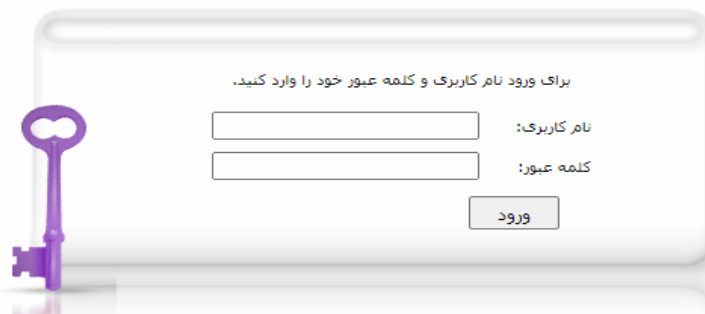 برای ورود نام کاربری و کلمه عبور خود را وارد کنید.
نام کاربری:
کلمه عبور:
ورود